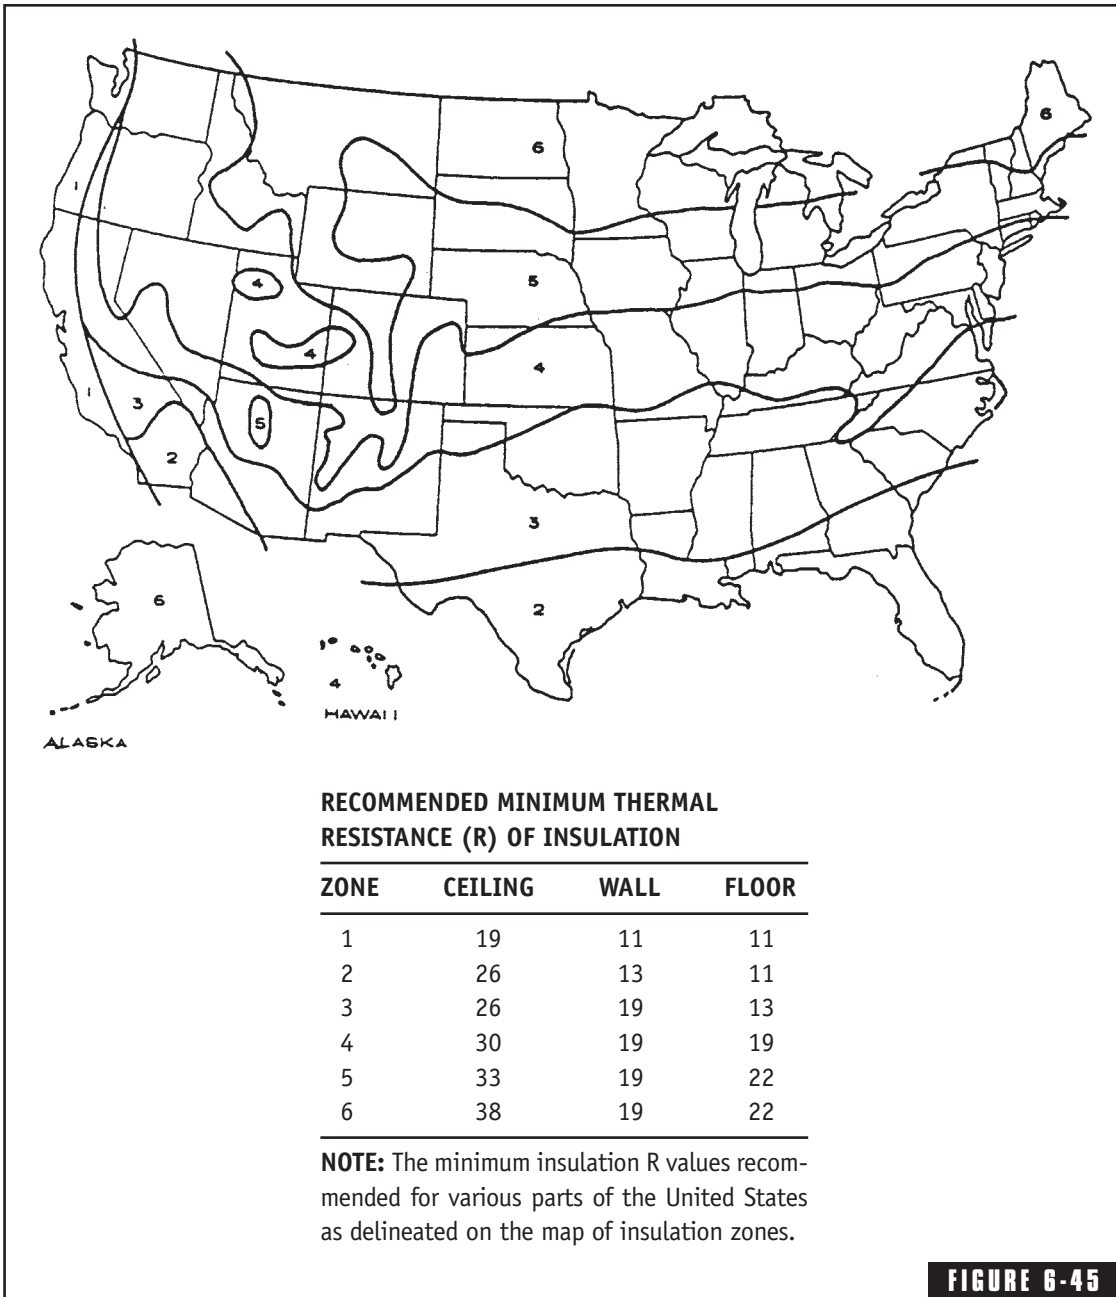 6
1
5
4
4
4
1
3
5
2
3
2
6
4
6
HAWAII
ALASKA
RECOMMENDED MINIMUM THERMAL
RESISTANCE (R) OF INSULATION
ZONE CEILING WALL FLOOR
1 19 11 11
2 26 13 11
3 26 19 13
4 30 19 19
5 33 19 22
6 38 19 22
NOTE: The minimum insulation R values recom-
mended for various parts of the United States
as delineated on the map of insulation zones.
FIGURE 6-45